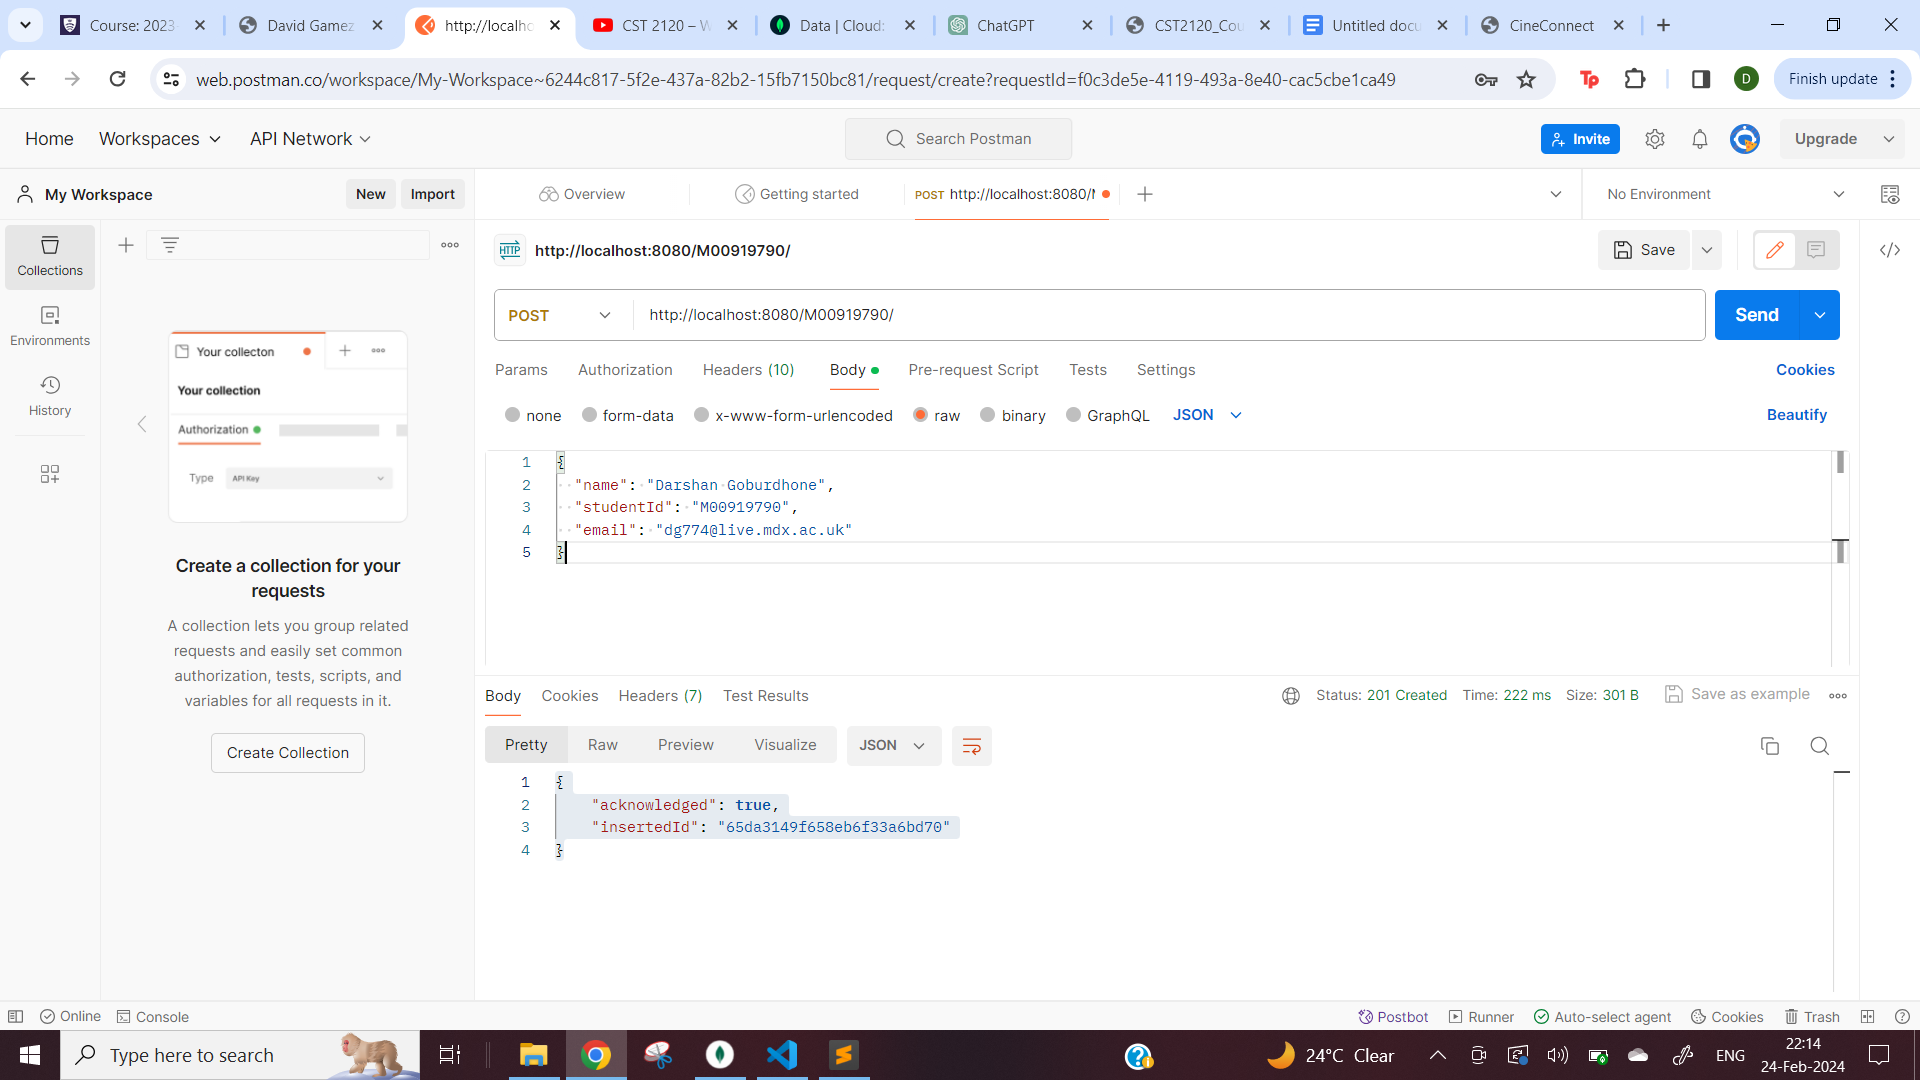 Course: 2023-
David Gamez
http://localho
CST 2120 – W
Data | Cloud:
ChatGPT
CST2120_Cou
Untitled docu
CineConnect
web.postman.co/workspace/My-Workspace~6244c817-5f2e-437a-82b2-15fb7150bc81/request/create?requestId=f0c3de5e-4119-493a-8e40-cac5cbe1ca49
Tp
D
Finish update
Home
Workspaces
API Network
Search Postman
Invite
Upgrade
My Workspace
New
Import
Overview
Getting started
POST http://localhost:8080/
No Environment
Collections
Environments
History
Your collecton
Your collection
Authorization
Type
API Key
Create a collection for your
requests
A collection lets you group related
requests and easily set common
authorization, tests, scripts, and
variables for all requests in it.
Create Collection
HTTP
http://localhost:8080/M00919790/
Save
POST
http://localhost:8080/M00919790/
Send
Params
Authorization
Headers (10)
Body
Pre-request Script
Tests
Settings
Cookies
none
form-data
x-www-form-urlencoded
raw
binary
GraphQL
JSON
Beautify
1 {
2 "name": "Darshan Goburdhone",
3 "studentId": "M00919790",
4 "email": "dg774@live.mdx.ac.uk"
5 }
Body
Cookies
Headers (7)
Test Results
Status: 201 Created
Time: 222 ms
Size: 301 B
Save as example
Pretty
Raw
Preview
Visualize
JSON
1 {
2 "acknowledged": true,
3 "insertedId": "65da3149f658eb6f33a6bd70"
4 }
Online
Console
Postbot
Runner
Auto-select agent
Cookies
Trash
Type here to search
24°C Clear
ENG
22:14
24-Feb-2024